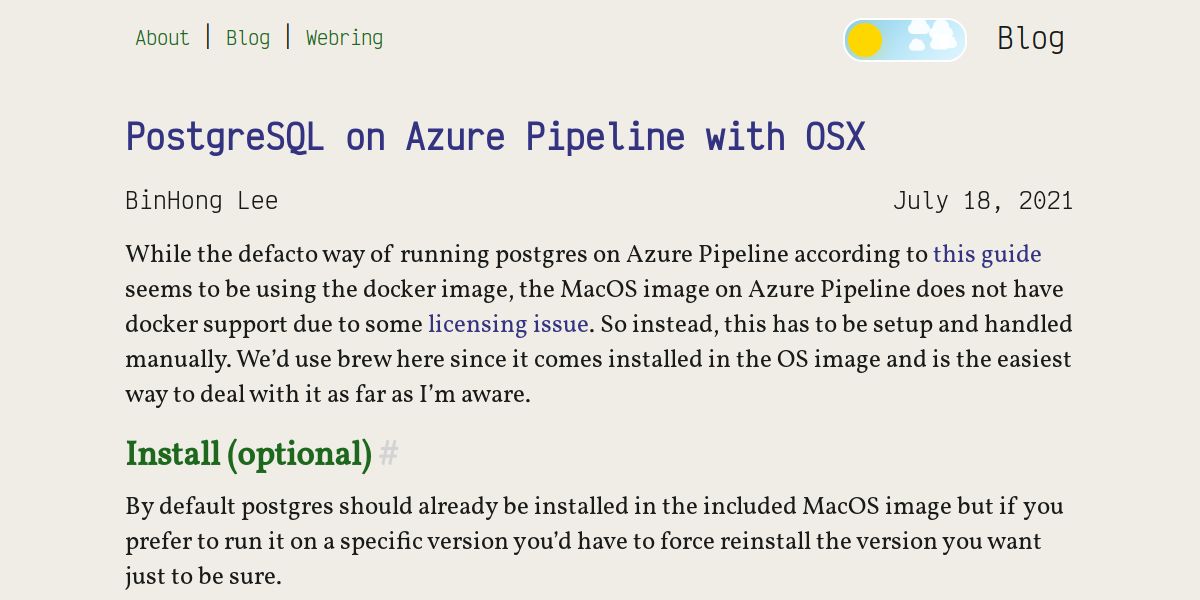 About | Blog | Webring
Blog
PostgreSQL on Azure Pipeline with OSX
BinHong Lee
July 18, 2021
While the defacto way of running postgres on Azure Pipeline according to this guide
seems to be using the docker image, the MacOS image on Azure Pipeline does not have
docker support due to some licensing issue. So instead, this has to be setup and handled
manually. We’d use brew here since it comes installed in the OS image and is the easiest
way to deal with it as far as I’m aware.
Install (optional) #
By default postgres should already be installed in the included MacOS image but if you
prefer to run it on a specific version you’d have to force reinstall the version you want
just to be sure.